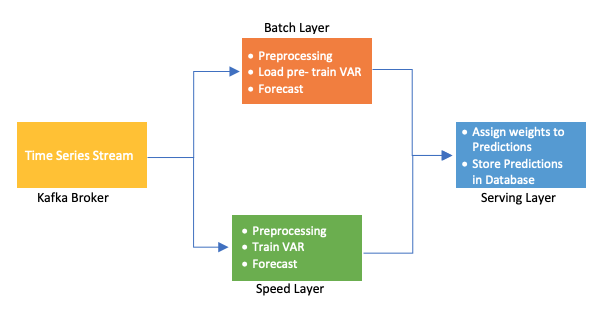 Batch Layer
• Preprocessing
• Load pre- train VAR
• Forecast
Time Series Stream
Kafka Broker
• Assign weights to
Predictions
• Store Predictions
in Database
Serving Layer
• Preprocessing
• Train VAR
• Forecast
Speed Layer